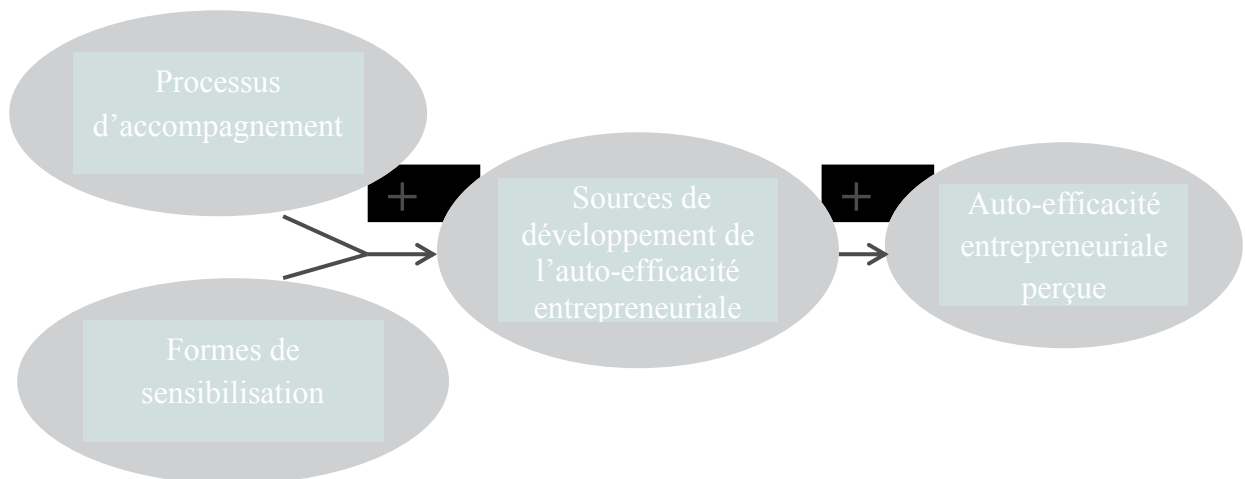 Processus
d’accompagnement
+
Sources de
développement de
l’auto-efficacité
entrepreneuriale
+
Auto-efficacité
entrepreneuriale
perçue
Formes de
sensibilisation